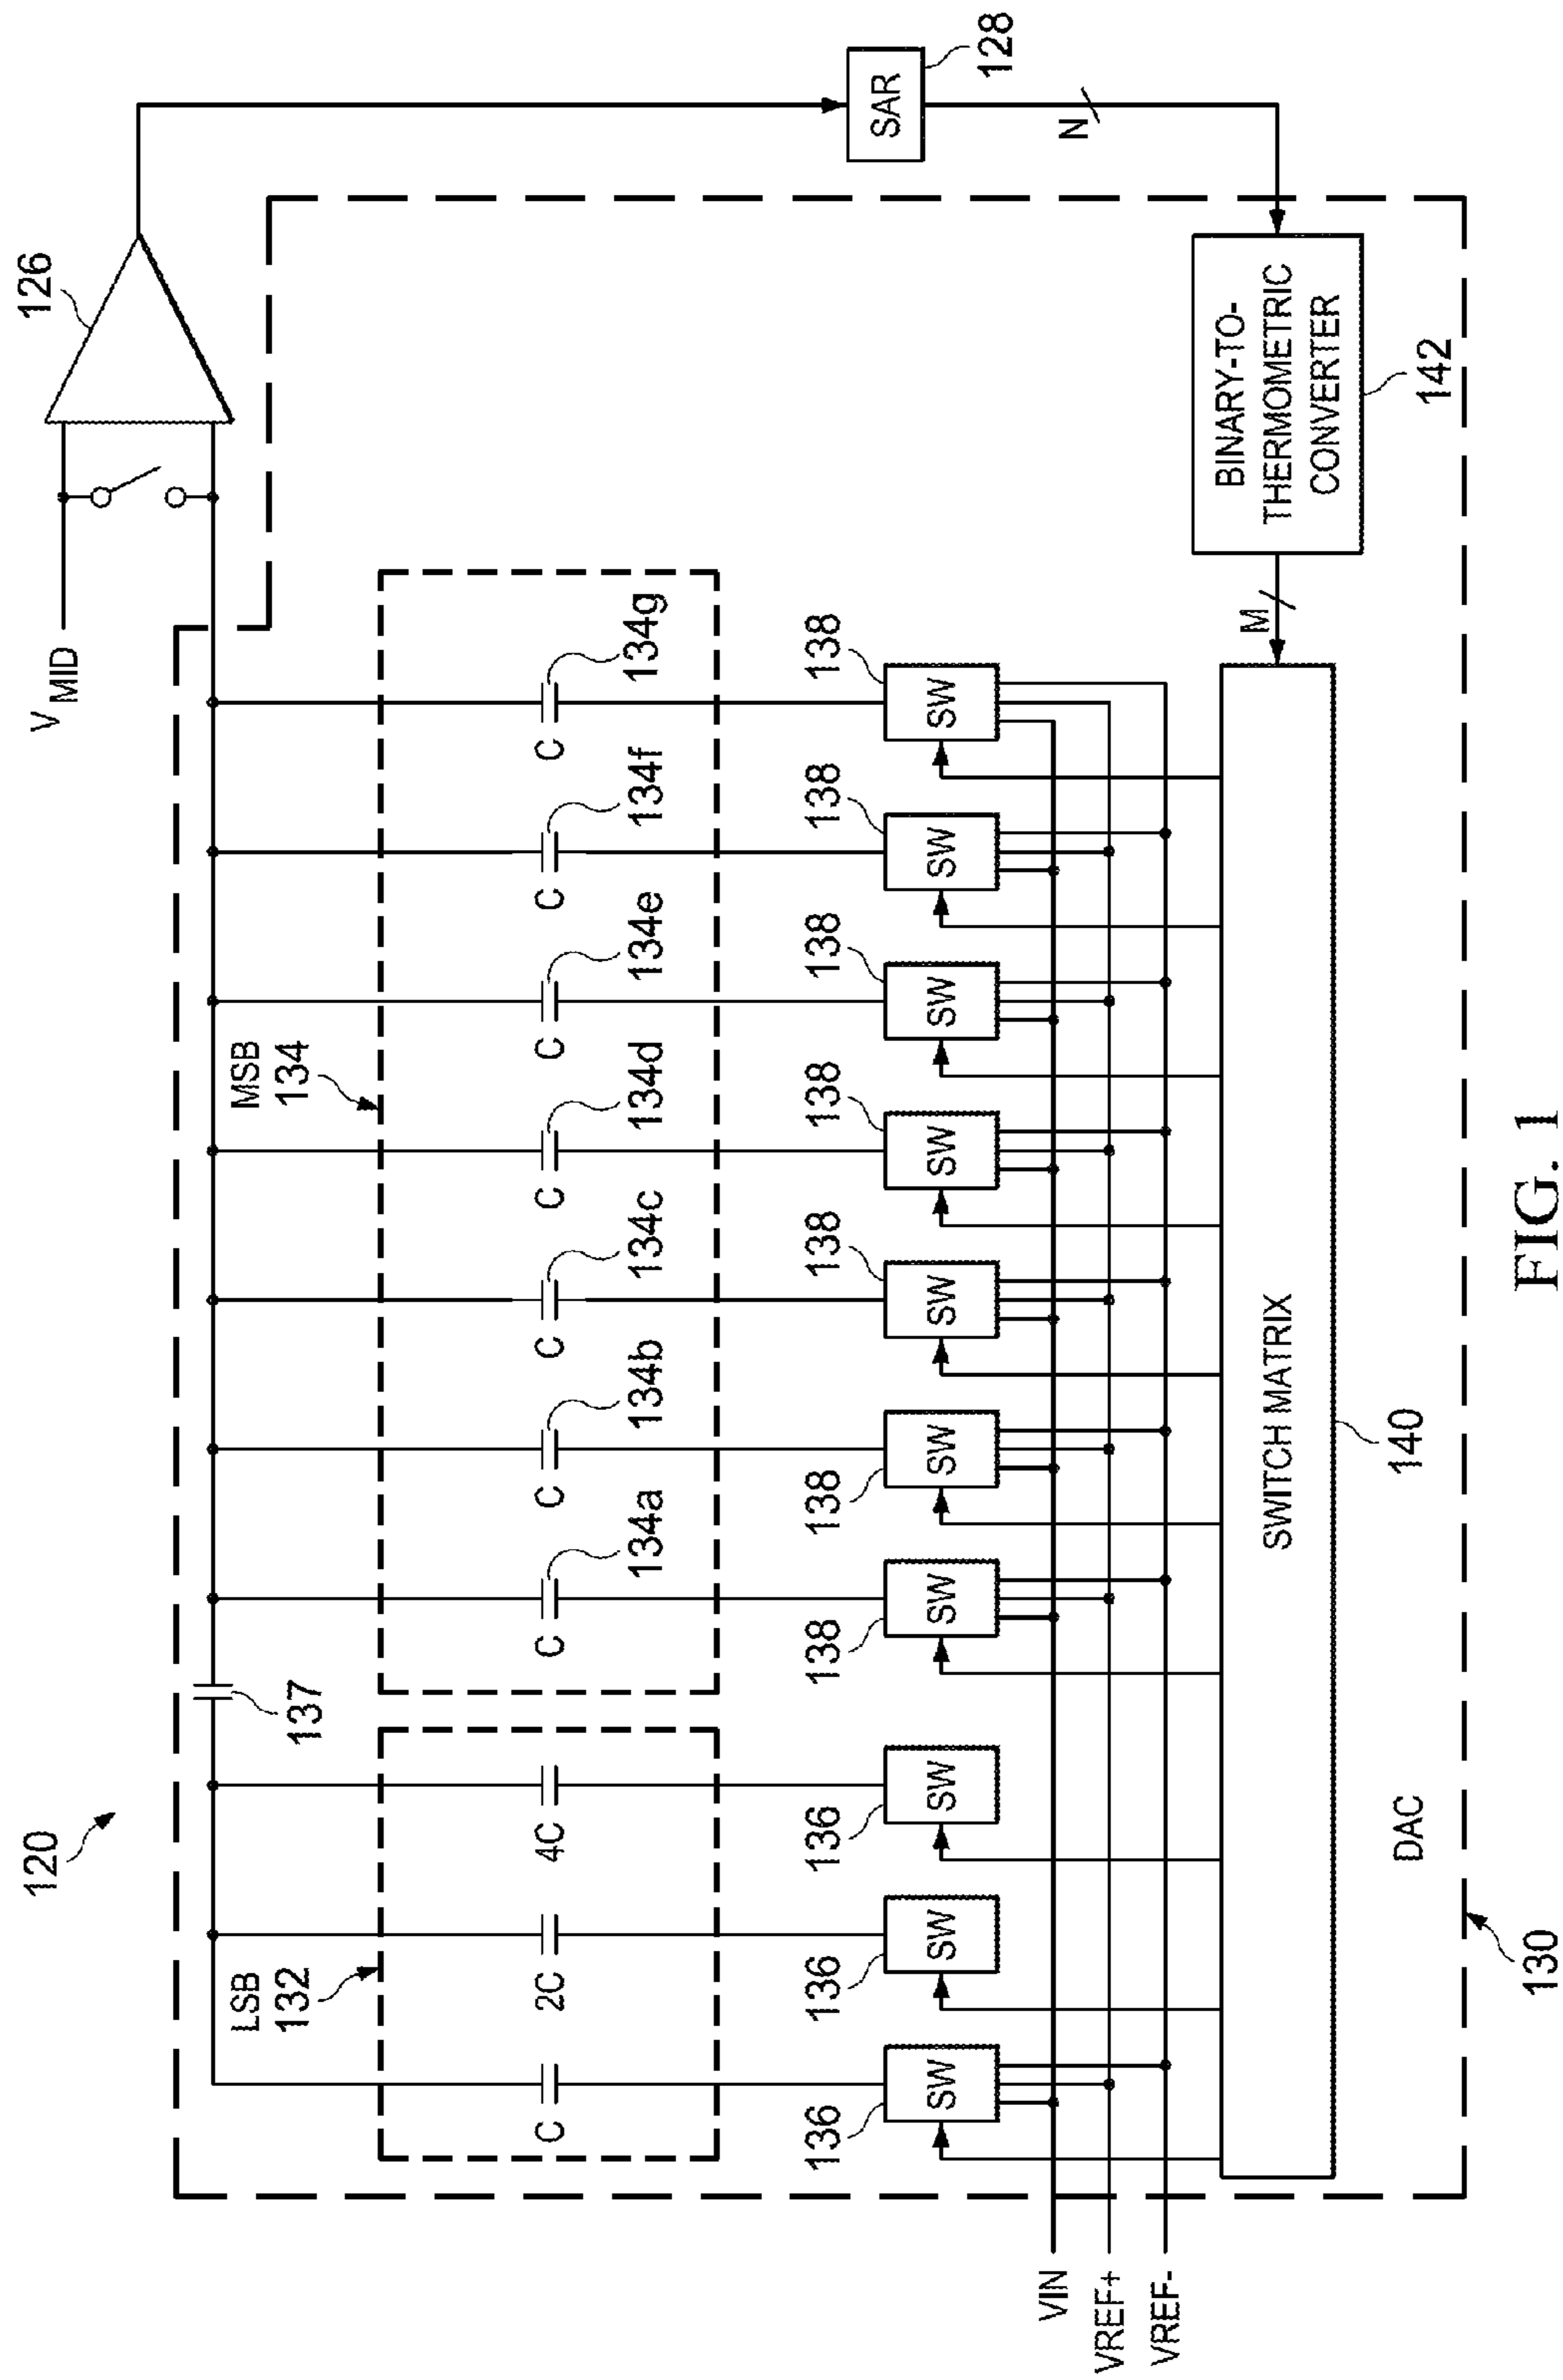 120
V MID
126
LSB
132
137
MSB
134
C
2C
4C
C
134a
C
134b
C
134c
C
134d
C
134e
C
134f
C
134g
SAR
128
N
136
136
136
138
138
138
138
138
138
138
SW
SW
SW
SW
SW
SW
SW
SW
SW
SW
VIN
VREF+
VREF-
M
BINARY-TO-
THERMOMETRIC
CONVERTER
142
SWITCH MATRIX
140
DAC
130
FIG. 1